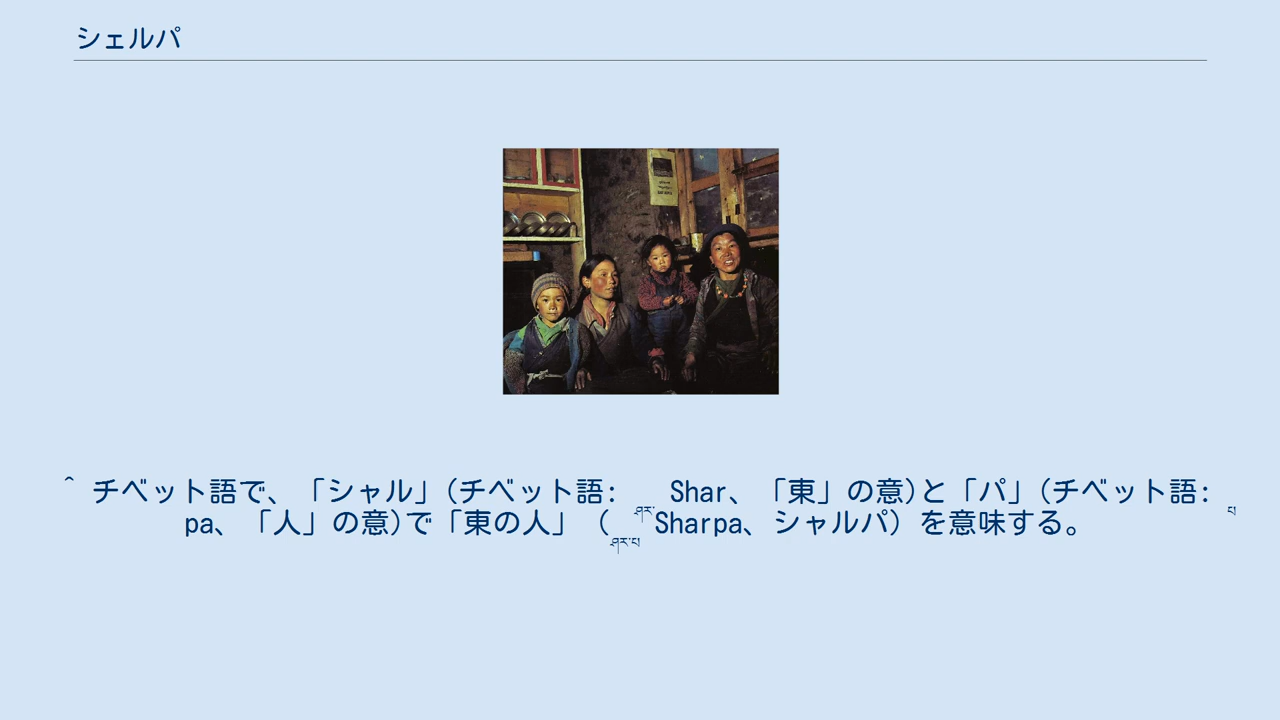 シェルパ
^ チベット語で、「シャル」(チベット語: ཤར་ Shar、「東」の意)と「パ」(チベット語: པ
pa、「人」の意)で「東の人」（ཤར་པ Sharpa、シャルパ）を意味する。